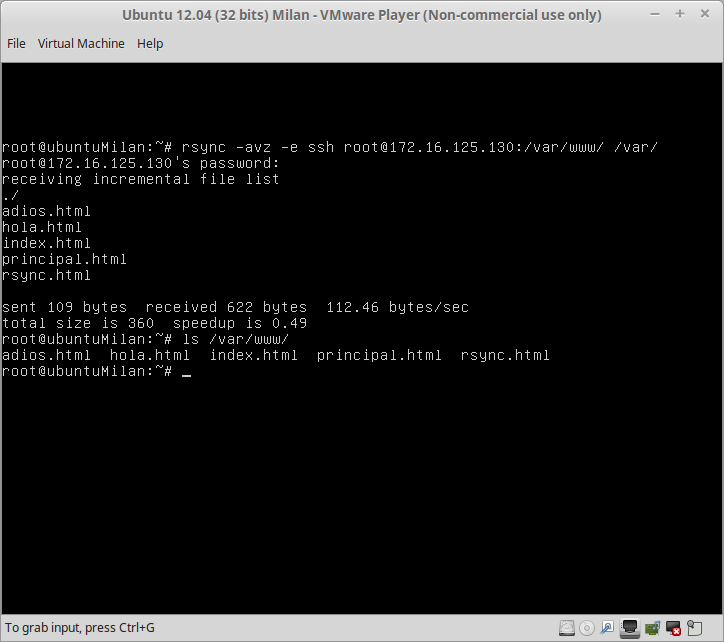 Ubuntu 12.04 (32 bits) Milan - VMware Player (Non-commercial use only)
File Virtual Machine Help
root@ubuntuMilan:~# rsync -avz -e ssh root@172.16.125.130:/var/www/ /var/
root@172.16.125.130's password:
receiving incremental file list
./
adios.html
hola.html
index.html
principal.html
rsync.html
sent 109 bytes  received 622 bytes  112.46 bytes/sec
total size is 360  speedup is 0.49
root@ubuntuMilan:~# ls /var/www/
adios.html  hola.html  index.html  principal.html  rsync.html
root@ubuntuMilan:~# _
To grab input, press Ctrl+G